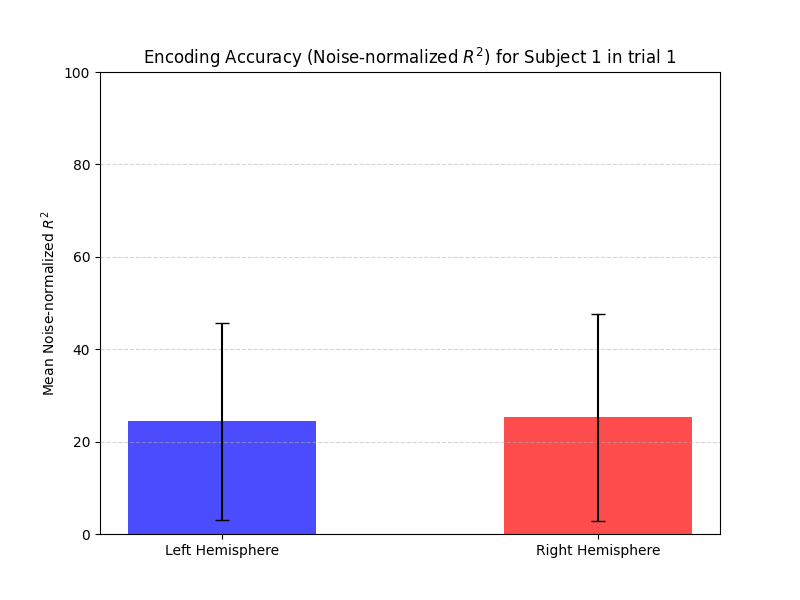 Encoding Accuracy (Noise-normalized R²) for Subject 1 in trial 1
Mean Noise-normalized R²
100
80
60
40
20
0
Left Hemisphere
Right Hemisphere